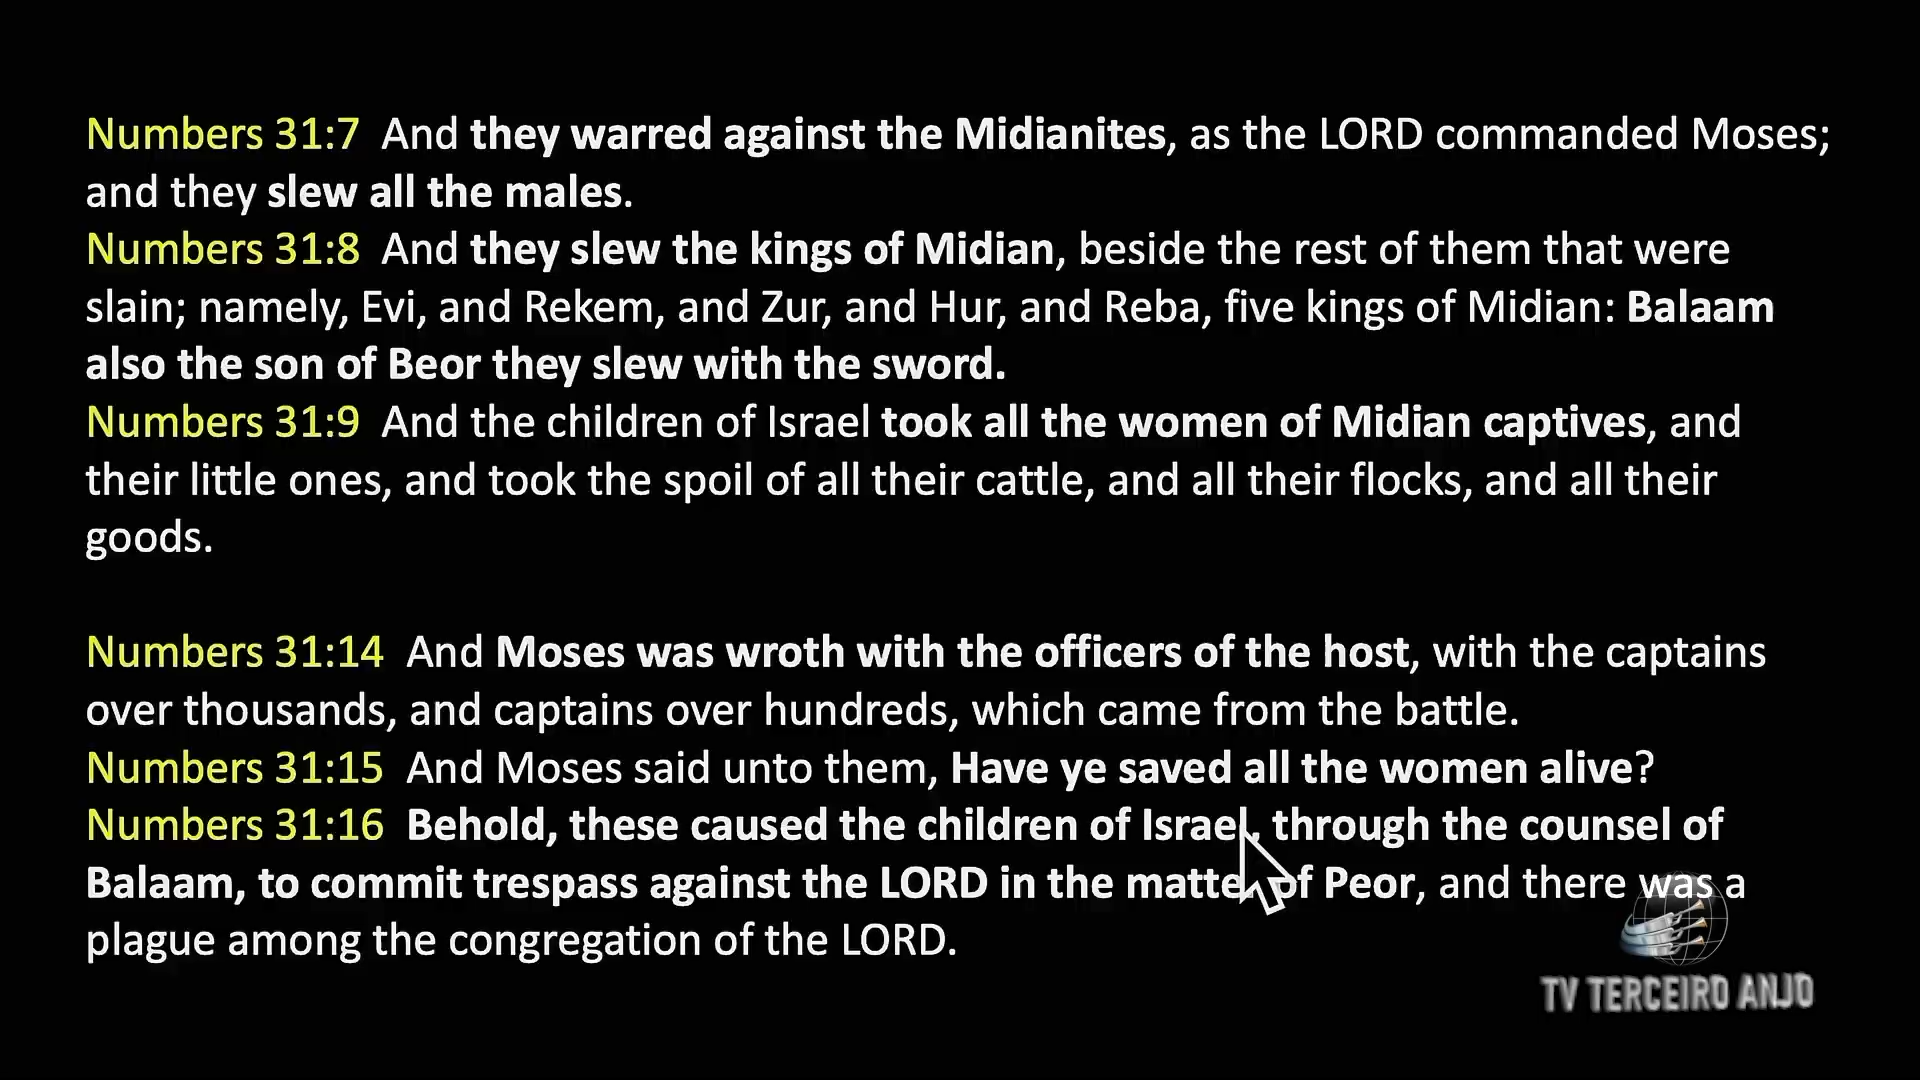 Numbers 31:7  And they warred against the Midianites, as the LORD commanded Moses;
and they slew all the males.
Numbers 31:8  And they slew the kings of Midian, beside the rest of them that were
slain; namely, Evi, and Rekem, and Zur, and Hur, and Reba, five kings of Midian: Balaam
also the son of Beor they slew with the sword.
Numbers 31:9  And the children of Israel took all the women of Midian captives, and
their little ones, and took the spoil of all their cattle, and all their flocks, and all their
goods.
Numbers 31:14  And Moses was wroth with the officers of the host, with the captains
over thousands, and captains over hundreds, which came from the battle.
Numbers 31:15  And Moses said unto them, Have ye saved all the women alive?
Numbers 31:16  Behold, these caused the children of Israel, through the counsel of
Balaam, to commit trespass against the LORD in the matter of Peor, and there was a
plague among the congregation of the LORD.
TV TERCEIRO ANJO